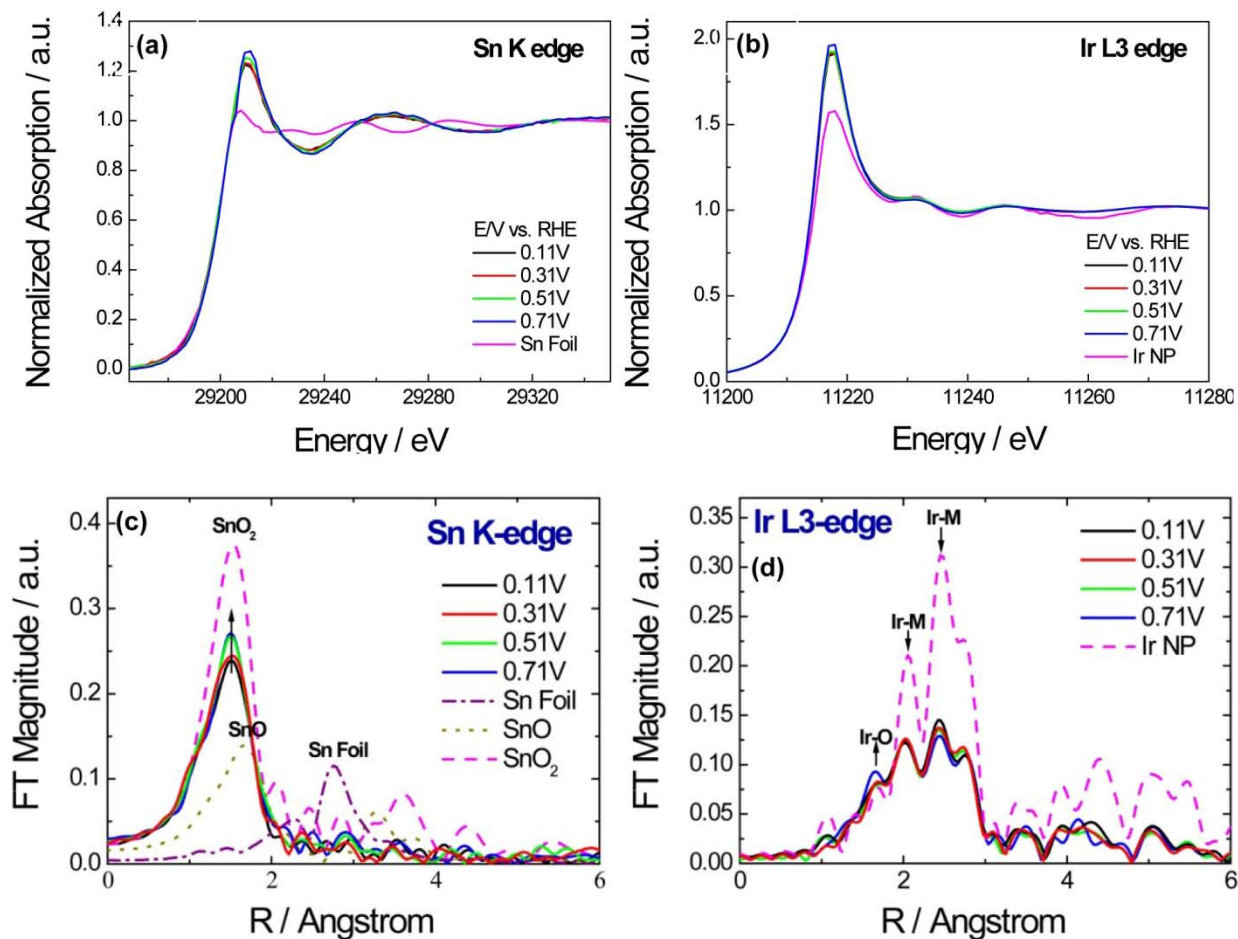 (a)
Sn K edge
Normalized Absorption / a.u.
1.4
1.2
1.0
0.8
0.6
0.4
0.2
0.0
E/V vs. RHE
0.11V
0.31V
0.51V
0.71V
Sn Foil
29200
29240
29280
29320
Energy / eV
(b)
Ir L3 edge
Normalized Absorption / a.u.
2.0
1.5
1.0
0.5
0.0
E/V vs. RHE
0.11V
0.31V
0.51V
0.71V
Ir NP
11200
11220
11240
11260
11280
Energy / eV
(c)
Sn K-edge
FT Magnitude / a.u.
0.4
0.3
0.2
0.1
0.0
SnO₂
SnO
Sn Foil
0.11V
0.31V
0.51V
0.71V
Sn Foil
SnO
SnO₂
0
2
4
6
R / Angstrom
(d)
Ir L3-edge
FT Magnitude / a.u.
0.35
0.30
0.25
0.20
0.15
0.10
0.05
0.00
Ir-M
Ir-M
Ir-O
0.11V
0.31V
0.51V
0.71V
Ir NP
0
2
4
6
R / Angstrom